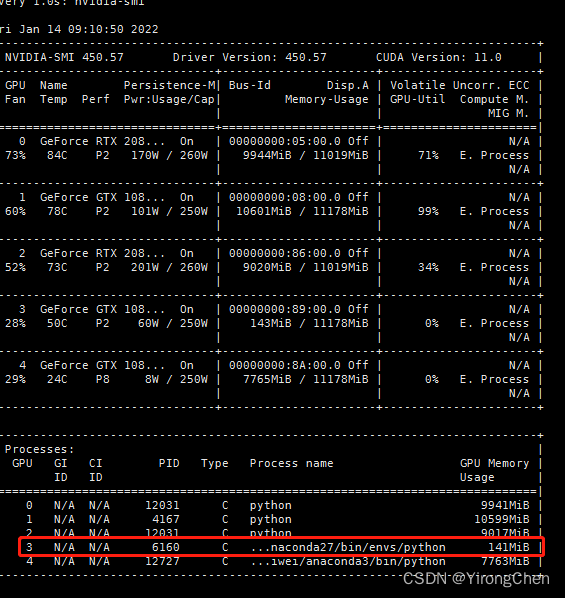 very 1.0s: nvidia-smi
ri Jan 14 09:10:50 2022
NVIDIA-SMI 450.57 Driver Version: 450.57 CUDA Version: 11.0
GPU Name Persistence-M| Bus-Id Disp.A | Volatile Uncorr. ECC
Fan Temp Perf Pwr:Usage/Cap| Memory-Usage | GPU-Util Compute M.
MIG M.
0 GeForce RTX 208... On | 00000000:05:00.0 Off | N/A
73% 84C P2 170W / 260W | 9944MiB / 11019MiB | 71% E. Process
N/A
1 GeForce GTX 108... On | 00000000:08:00.0 Off | N/A
60% 78C P2 101W / 250W | 10601MiB / 11178MiB | 99% E. Process
N/A
2 GeForce RTX 208... On | 00000000:86:00.0 Off | N/A
52% 73C P2 201W / 260W | 9020MiB / 11019MiB | 34% E. Process
N/A
3 GeForce GTX 108... On | 00000000:89:00.0 Off | N/A
28% 50C P2 60W / 250W | 143MiB / 11178MiB | 0% E. Process
N/A
4 GeForce GTX 108... On | 00000000:8A:00.0 Off | N/A
29% 24C P8 8W / 250W | 7765MiB / 11178MiB | 0% E. Process
N/A
Processes:
GPU GI CI PID Type Process name GPU Memory
ID ID Usage
0 N/A N/A 12031 C python 9941MiB
1 N/A N/A 4167 C python 10599MiB
2 N/A N/A 12031 C python 9017MiB
3 N/A N/A 6160 C ...naconda27/bin/envs/python 141MiB
4 N/A N/A 12727 C ...iwei/anaconda3/bin/python 7763MiB
CSDN @YirongChen